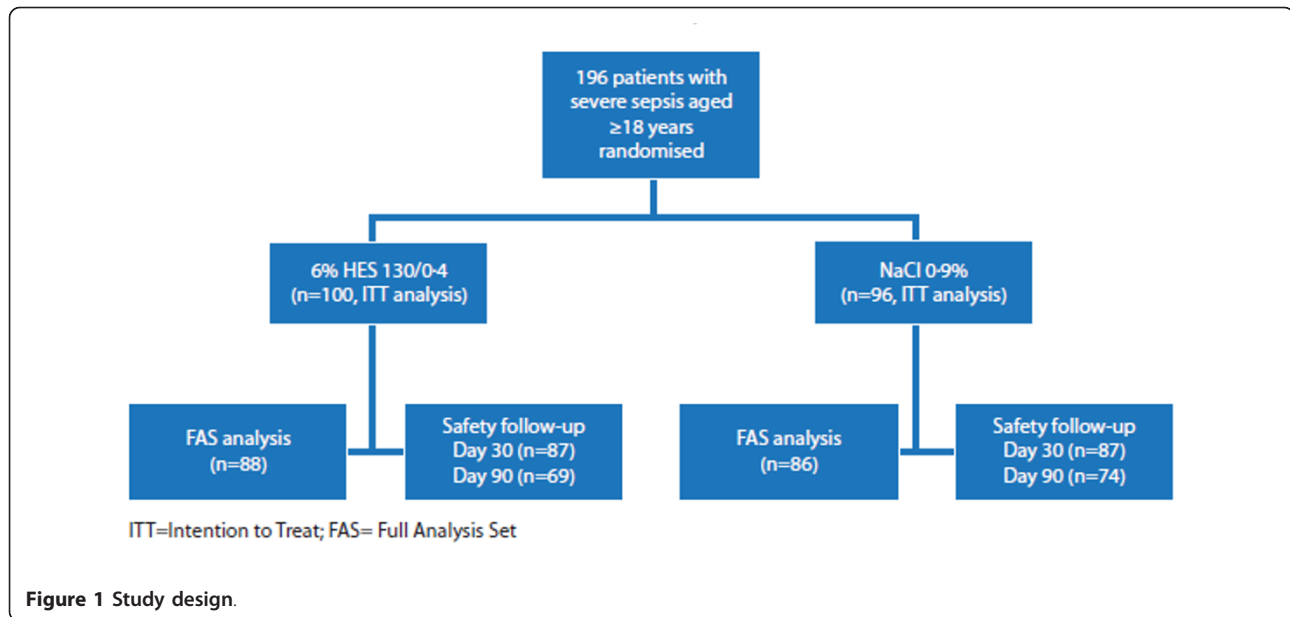 196 patients with
severe sepsis aged
≥18 years
randomised
6% HES 130/0·4
(n=100, ITT analysis)
NaCl 0·9%
(n=96, ITT analysis)
FAS analysis
(n=88)
Safety follow-up
Day 30 (n=87)
Day 90 (n=69)
FAS analysis
(n=86)
Safety follow-up
Day 30 (n=87)
Day 90 (n=74)
ITT=Intention to Treat; FAS= Full Analysis Set
Figure 1 Study design.